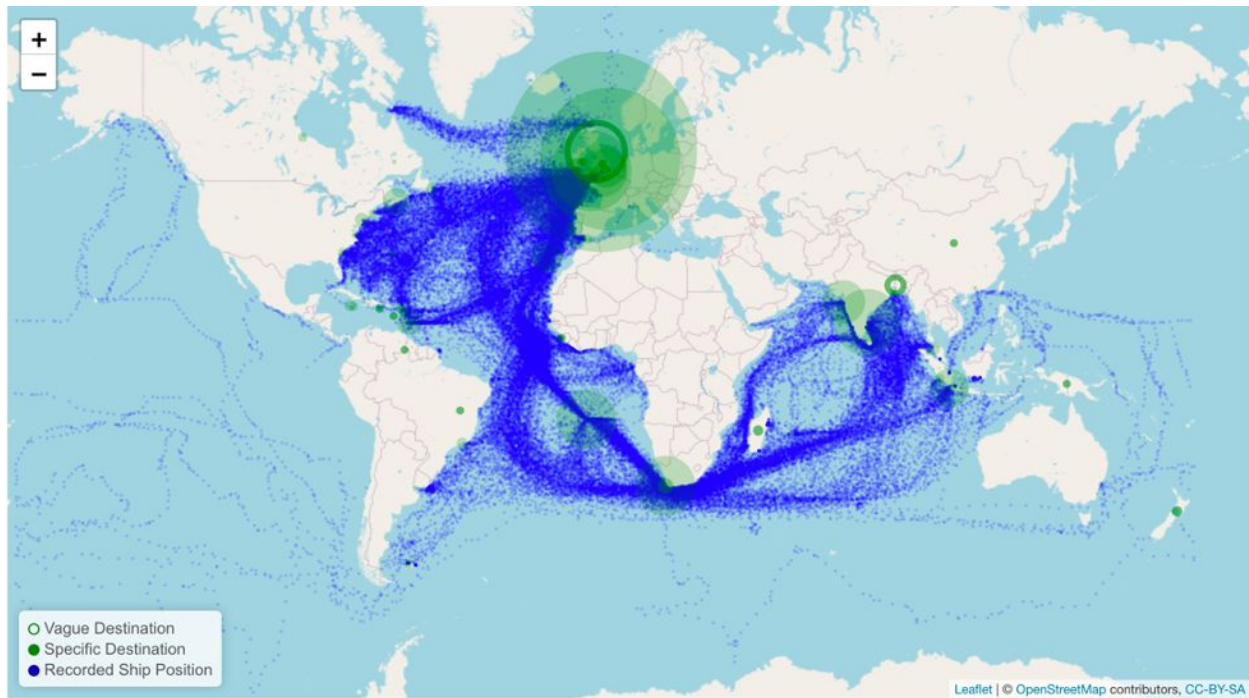 +
−
Vague Destination
Specific Destination
Recorded Ship Position
Leaflet | © OpenStreetMap contributors, CC-BY-SA